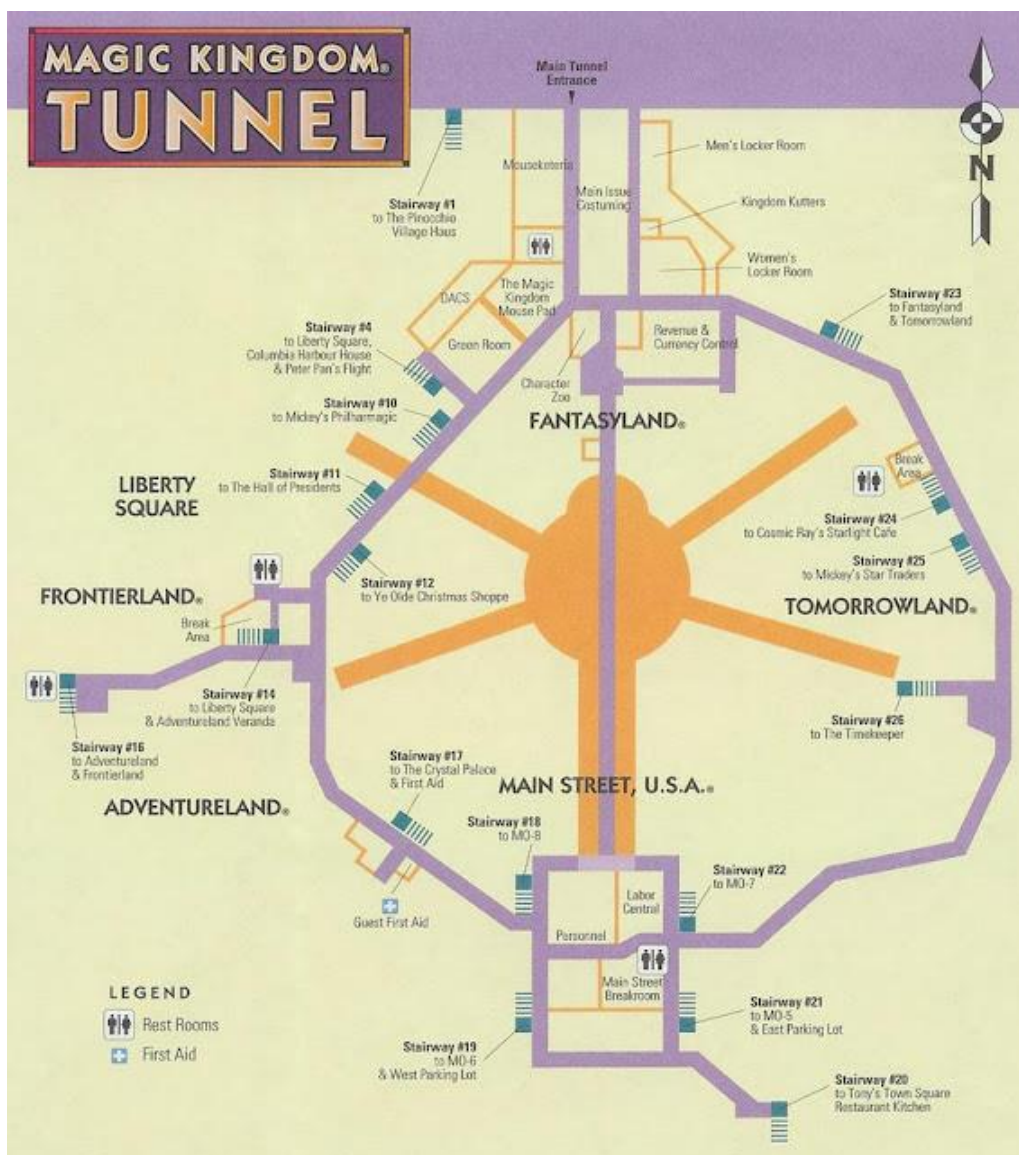 MAGIC KINGDOM®
TUNNEL
Main Tunnel
Entrance
N
Mouseketeria
Main Issue
Costuming
Men's Locker Room
Kingdom Kutters
Women's
Locker Room
Stairway #1
to The Pinocchio
Village Haus
DACS
The Magic
Kingdom
Mouse Pad
Green Room
Stairway #4
to Liberty Square,
Columbia Harbour House
& Peter Pan's Flight
Character
Zoo
Revenue &
Currency Control
Stairway #23
to Fantasyland
& Tomorrowland
Stairway #10
to Mickey's Philharmagic
FANTASYLAND®
Stairway #11
to The Hall of Presidents
LIBERTY
SQUARE
Break
Area
Stairway #24
to Cosmic Ray's Starlight Cafe
Stairway #25
to Mickey's Star Traders
Stairway #12
to Ye Olde Christmas Shoppe
FRONTIERLAND®
TOMORROWLAND®
Break
Area
Stairway #14
to Liberty Square
& Adventureland Veranda
Stairway #16
to Adventureland
& Frontierland
Stairway #26
to The Timekeeper
Stairway #17
to The Crystal Palace
& First Aid
MAIN STREET, U.S.A.®
ADVENTURELAND®
Stairway #18
to MO-8
Stairway #22
to MO-7
Labor
Central
Guest First Aid
Personnel
Main Street
Breakroom
LEGEND
Rest Rooms
First Aid
Stairway #21
to MO-5
& East Parking Lot
Stairway #19
to MO-6
& West Parking Lot
Stairway #20
to Tony's Town Square
Restaurant Kitchen